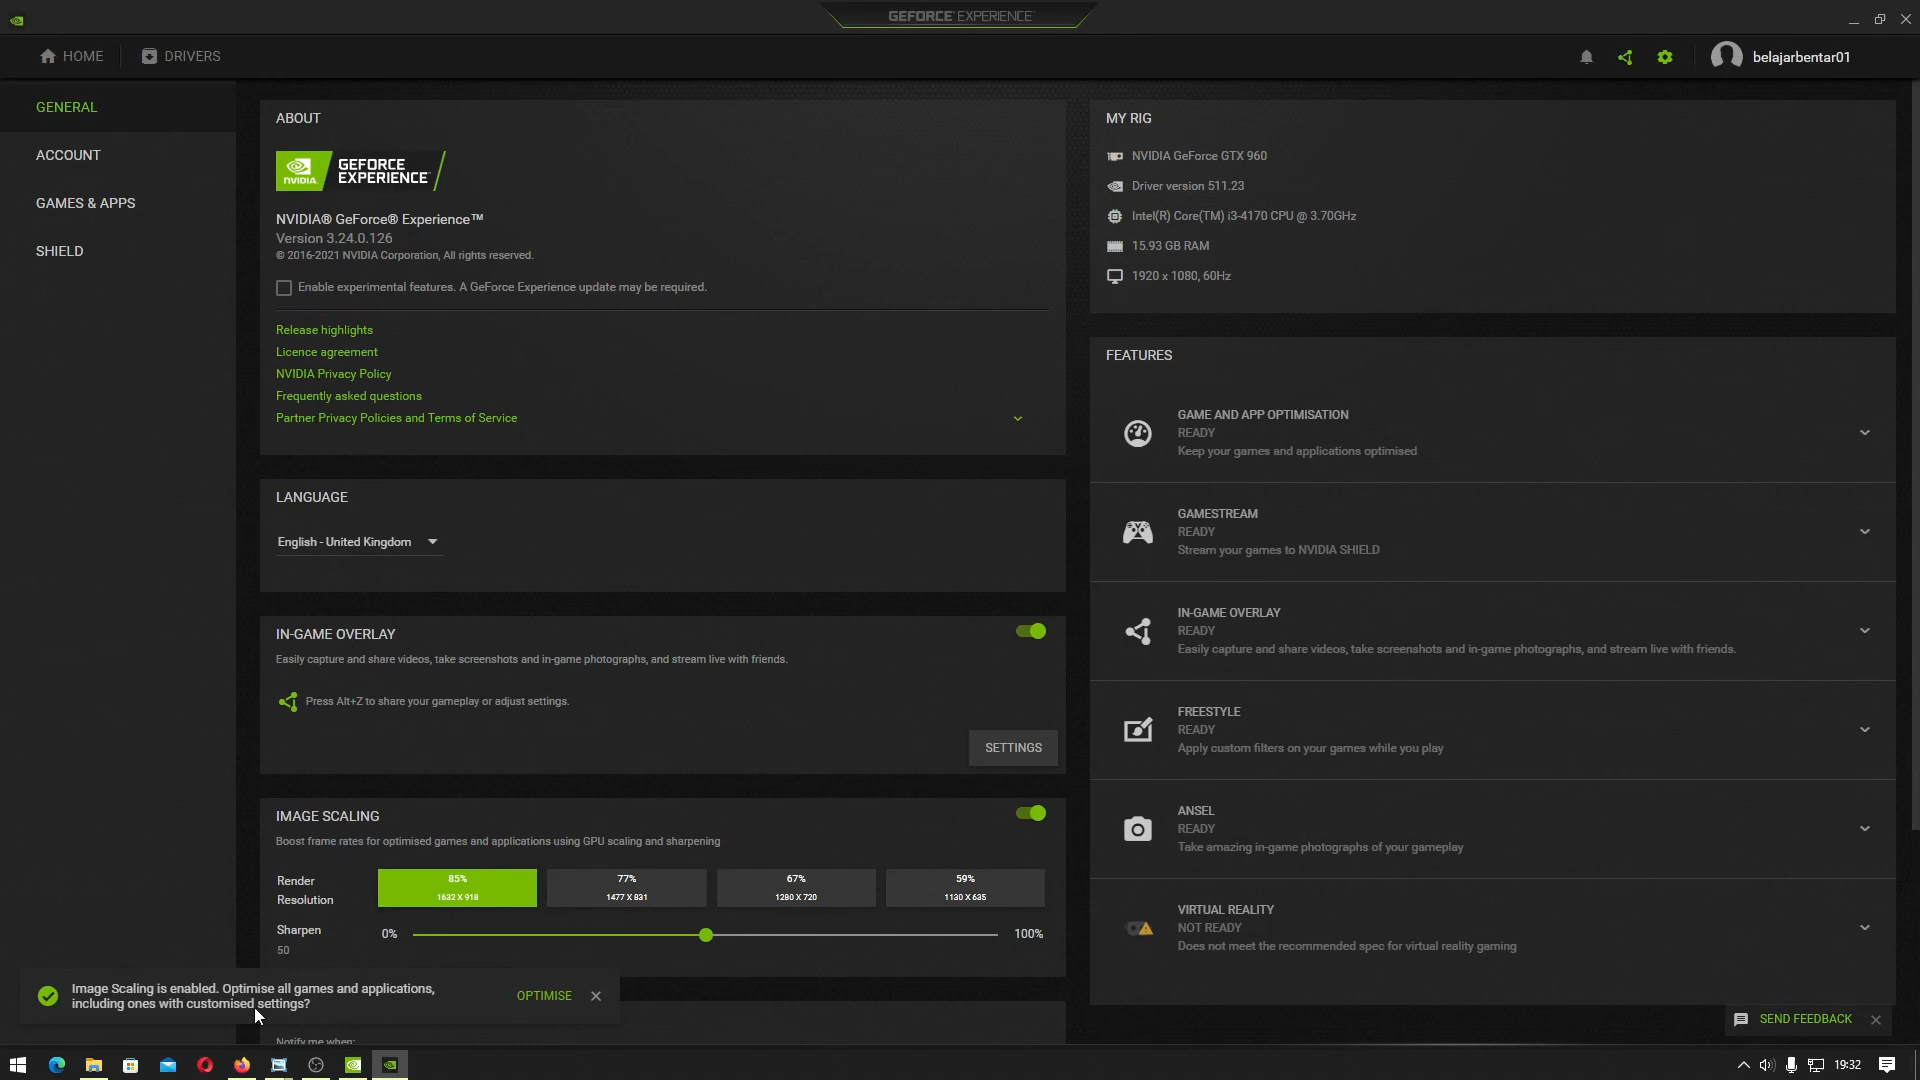 GEFORCE EXPERIENCE
HOME
DRIVERS
belajarbentar01
GENERAL
ACCOUNT
GAMES & APPS
SHIELD
ABOUT
NVIDIA
GEFORCE
EXPERIENCE
NVIDIA® GeForce® Experience™
Version 3.24.0.126
© 2016-2021 NVIDIA Corporation, All rights reserved.
Enable experimental features. A GeForce Experience update may be required.
Release highlights
Licence agreement
NVIDIA Privacy Policy
Frequently asked questions
Partner Privacy Policies and Terms of Service
LANGUAGE
English - United Kingdom
IN-GAME OVERLAY
Easily capture and share videos, take screenshots and in-game photographs, and stream live with friends.
Press Alt+Z to share your gameplay or adjust settings.
SETTINGS
IMAGE SCALING
Boost frame rates for optimised games and applications using GPU scaling and sharpening
Render
Resolution
85%
1632 X 918
77%
1477 X 831
67%
1280 X 720
59%
1130 X 635
Sharpen
50
0%
100%
Image Scaling is enabled. Optimise all games and applications,
including ones with customised settings?
OPTIMISE
Notify me when:
MY RIG
NVIDIA GeForce GTX 960
Driver version 511.23
Intel(R) Core(TM) i3-4170 CPU @ 3.70GHz
15.93 GB RAM
1920 x 1080, 60Hz
FEATURES
GAME AND APP OPTIMISATION
READY
Keep your games and applications optimised
GAMESTREAM
READY
Stream your games to NVIDIA SHIELD
IN-GAME OVERLAY
READY
Easily capture and share videos, take screenshots and in-game photographs, and stream live with friends.
FREESTYLE
READY
Apply custom filters on your games while you play
ANSEL
READY
Take amazing in-game photographs of your gameplay
VIRTUAL REALITY
NOT READY
Does not meet the recommended spec for virtual reality gaming
SEND FEEDBACK
19:32